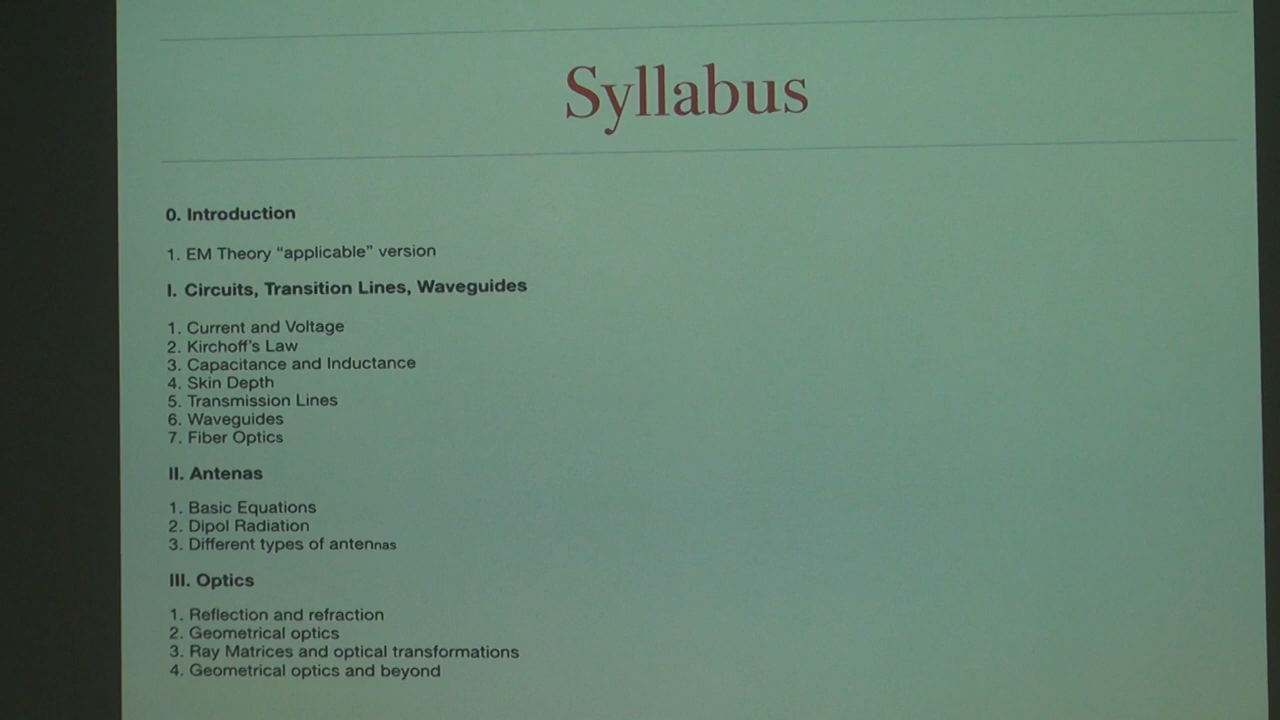 Syllabus
0. Introduction
1. EM Theory “applicable” version
I. Circuits, Transition Lines, Waveguides
1. Current and Voltage
2. Kirchoff’s Law
3. Capacitance and Inductance
4. Skin Depth
5. Transmission Lines
6. Waveguides
7. Fiber Optics
II. Antenas
1. Basic Equations
2. Dipol Radiation
3. Different types of antennas
III. Optics
1. Reflection and refraction
2. Geometrical optics
3. Ray Matrices and optical transformations
4. Geometrical optics and beyond